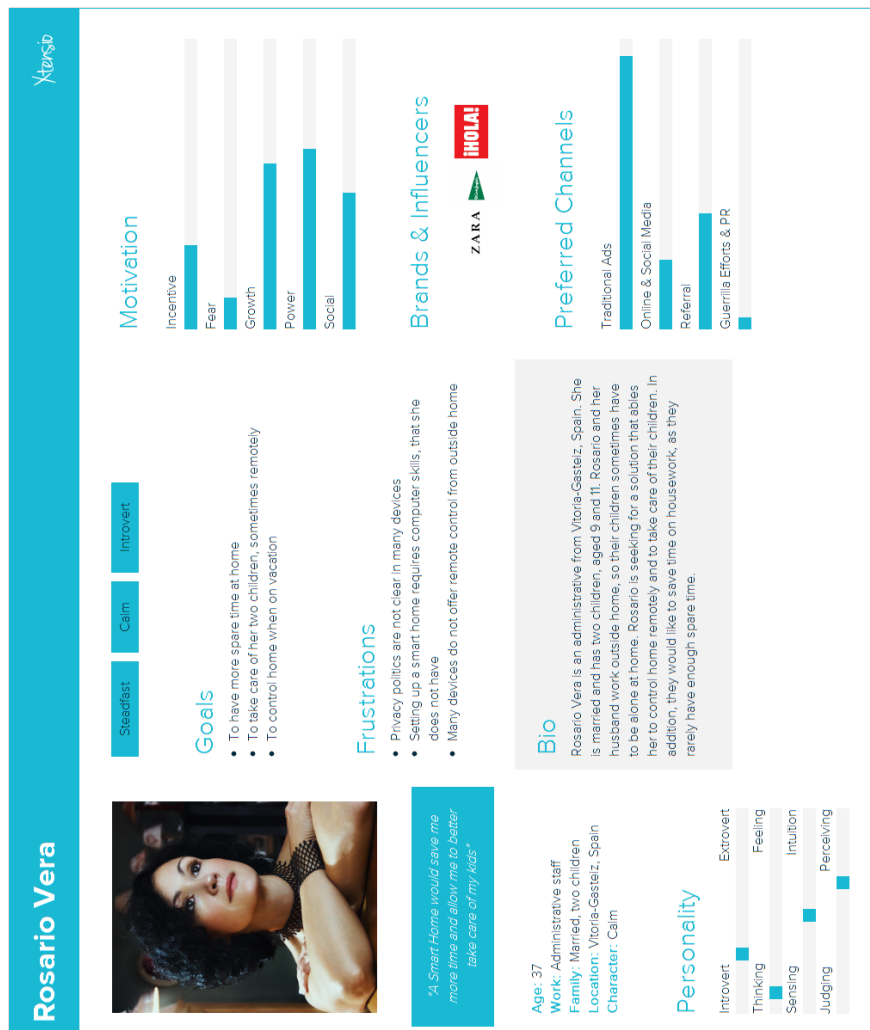 Rosario Vera
Xtensio
"A Smart Home would save me
more time and allow me to better
take care of my kids"
Age: 37
Work: Administrative staff
Family: Married, two children
Location: Vitoria-Gasteiz, Spain
Character: Calm
Personality
Introvert Extrovert
Thinking Feeling
Sensing Intuition
Judging Perceiving
Steadfast Calm Introvert
Goals
• To have more spare time at home
• To take care of her two children, sometimes remotely
• To control home when on vacation
Frustrations
• Privacy politics are not clear in many devices
• Setting up a smart home requires computer skills, that she
does not have
• Many devices do not offer remote control from outside home
Bio
Rosario Vera is an administrative from Vitoria-Gasteiz, Spain. She
is married and has two children, aged 9 and 11. Rosario and her
husband work outside home, so their children sometimes have
to be alone at home. Rosario is seeking for a solution that ables
her to control home remotely and to take care of their children. In
addition, they would like to save time on housework, as they
rarely have enough spare time.
Motivation
Incentive
Fear
Growth
Power
Social
Brands & Influencers
ZARA ¡HOLA!
Preferred Channels
Traditional Ads
Online & Social Media
Referral
Guerrilla Efforts & PR